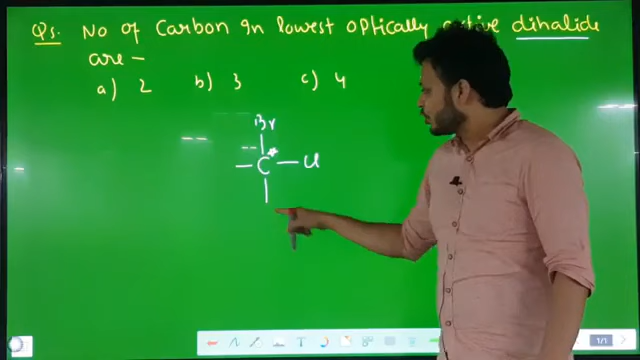 Qs. No of Carbon In lowest optically active dihalide
are -
a) 2 b) 3 c) 4
Br
C* Cl
1/1